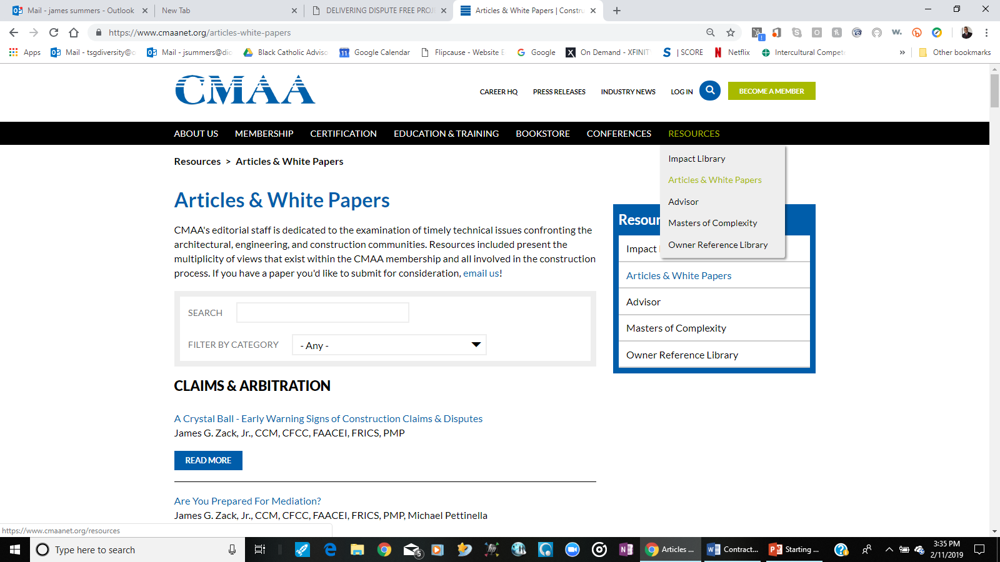 Mail - james summers - Outlook
New Tab
DELIVERING DISPUTE FREE PROJ
Articles & White Papers | Constru
https://www.cmaanet.org/articles-white-papers
Apps
Mail - tsgdiversity@o
Mail - jsummers@dio
Black Catholic Adviso
11
Google Calendar
Flipcause - Website E
Google
On Demand - XFINIT
| SCORE
Netflix
Intercultural Compete
»
Other bookmarks
CMAA
CAREER HQ
PRESS RELEASES
INDUSTRY NEWS
LOG IN
BECOME A MEMBER
ABOUT US
MEMBERSHIP
CERTIFICATION
EDUCATION & TRAINING
BOOKSTORE
CONFERENCES
RESOURCES
Impact Library
Articles & White Papers
Advisor
Masters of Complexity
Owner Reference Library
Resources > Articles & White Papers
Articles & White Papers
CMAA's editorial staff is dedicated to the examination of timely technical issues confronting the
architectural, engineering, and construction communities. Resources included present the
multiplicity of views that exist within the CMAA membership and all involved in the construction
process. If you have a paper you'd like to submit for consideration, email us!
SEARCH
FILTER BY CATEGORY
- Any -
Resour
Impact
Articles & White Papers
Advisor
Masters of Complexity
Owner Reference Library
CLAIMS & ARBITRATION
A Crystal Ball - Early Warning Signs of Construction Claims & Disputes
James G. Zack, Jr., CCM, CFCC, FAACEI, FRICS, PMP
READ MORE
Are You Prepared For Mediation?
James G. Zack, Jr., CCM, CFCC, FAACEI, FRICS, PMP, Michael Pettinella
https://www.cmaanet.org/resources
Type here to search
5
Articles ...
Contract...
Starting ...
3:35 PM
2/11/2019